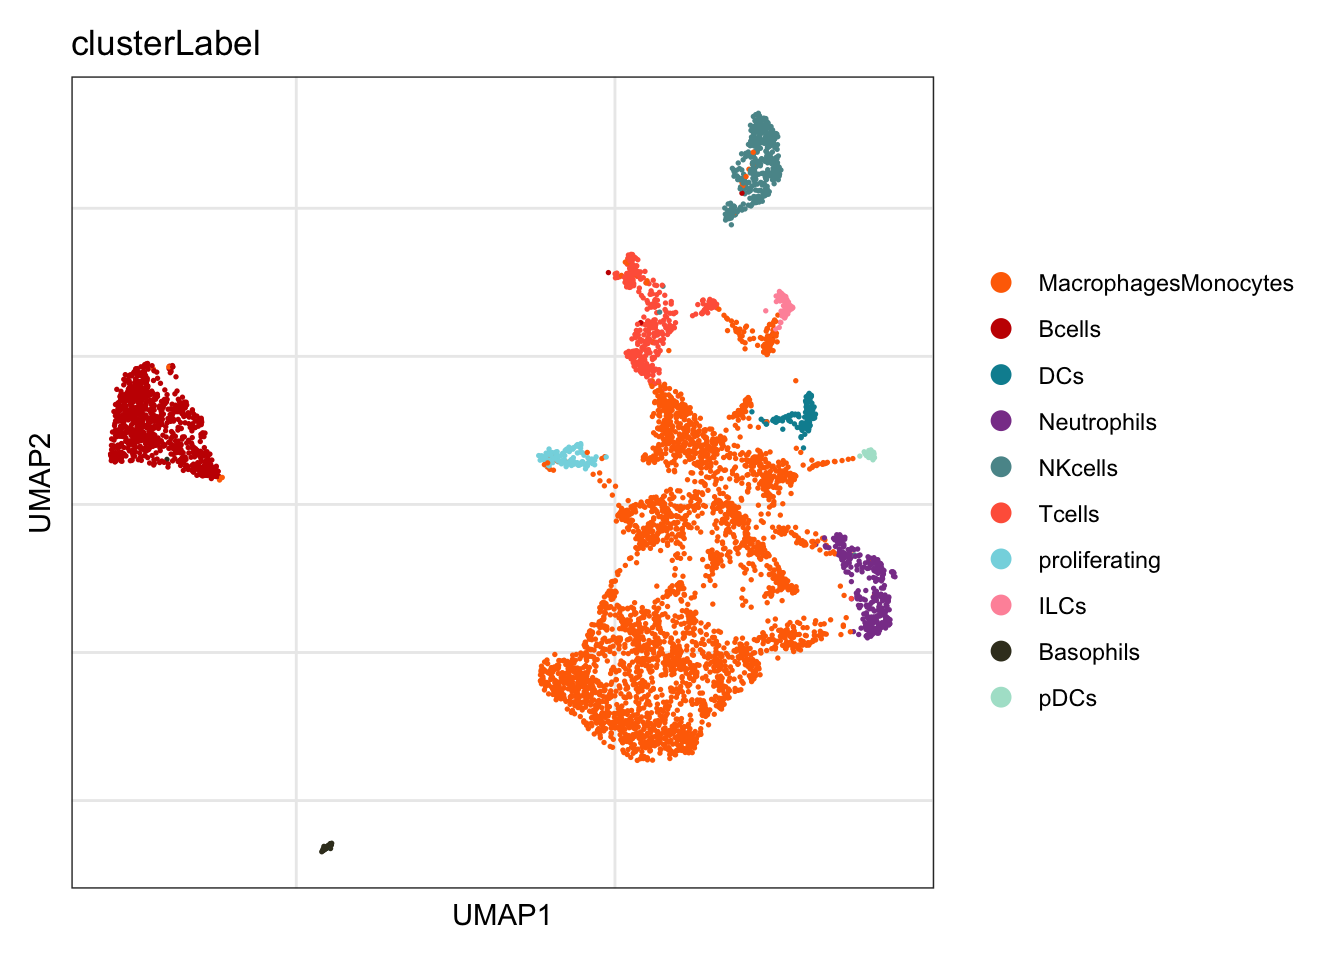 clusterLabel
UMAP2
UMAP1
MacrophagesMonocytes
Bcells
DCs
Neutrophils
NKcells
Tcells
proliferating
ILCs
Basophils
pDCs